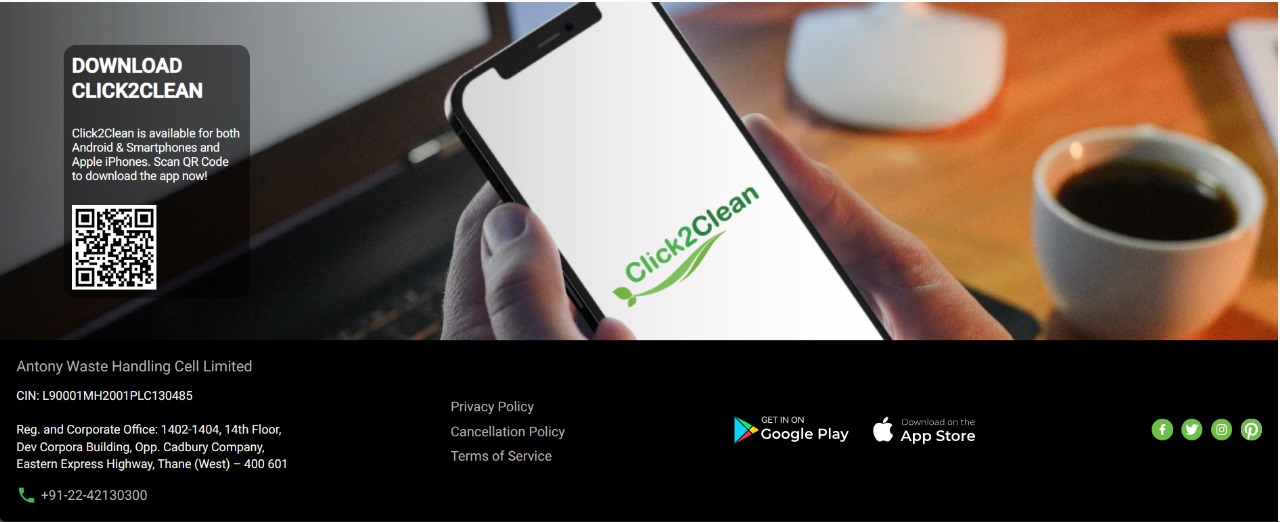 DOWNLOAD
CLICK2CLEAN
Click2Clean is available for both
Android & Smartphones and
Apple iPhones. Scan QR Code
to download the app now!
Click2Clean
Antony Waste Handling Cell Limited
CIN: L90001MH2001PLC130485
Reg. and Corporate Office: 1402-1404, 14th Floor,
Dev Corpora Building, Opp. Cadbury Company,
Eastern Express Highway, Thane (West) – 400 601
+91-22-42130300
Privacy Policy
Cancellation Policy
Terms of Service
GET IN ON
Google Play
Download on the
App Store